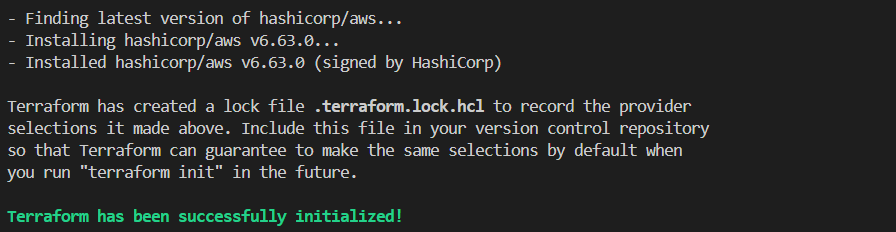 - Finding latest version of hashicorp/aws...
- Installing hashicorp/aws v6.63.0...
- Installed hashicorp/aws v6.63.0 (signed by HashiCorp)
Terraform has created a lock file .terraform.lock.hcl to record the provider
selections it made above. Include this file in your version control repository
so that Terraform can guarantee to make the same selections by default when
you run "terraform init" in the future.
Terraform has been successfully initialized!